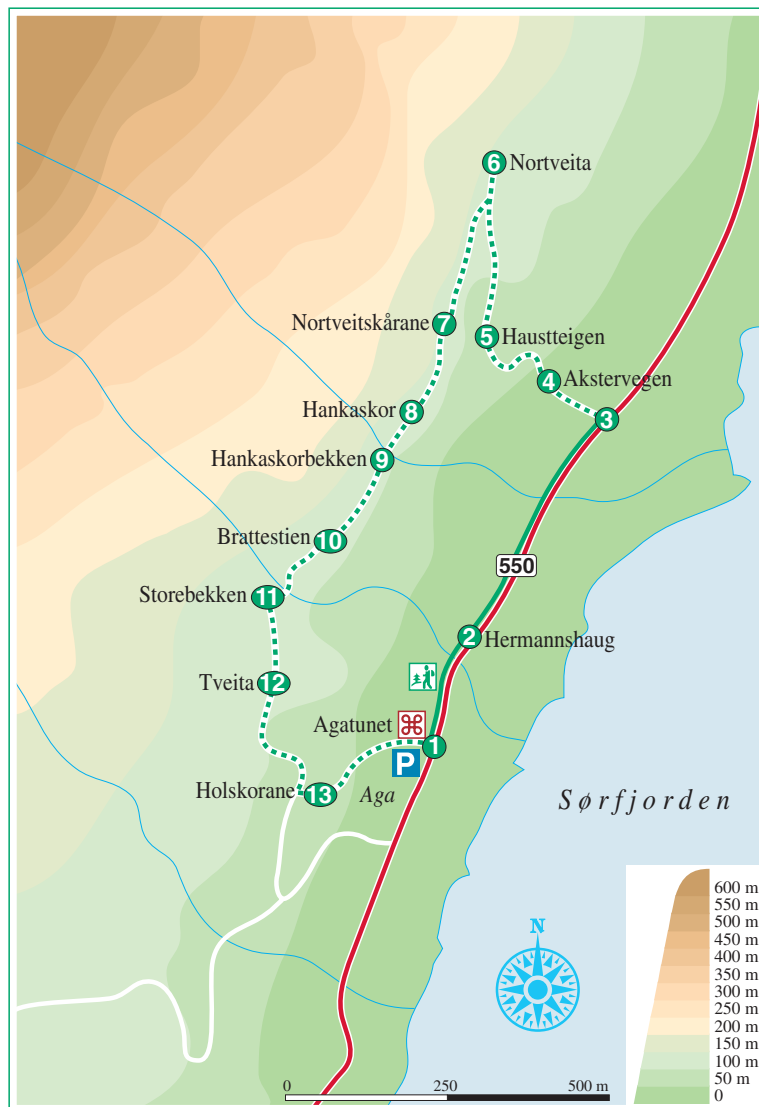 6 Nortveita
Nortveitskårane 7
5 Haustteigen
4 Akstervegen
3
Hankaskor 8
Hankaskorbekken 9
Brattestien 10
550
Storebekken 11
2 Hermannshaug
Tveita 12
Agatunet
1
P
Holskorane 13 Aga
Sørfjorden
N
600 m
550 m
500 m
450 m
400 m
350 m
300 m
250 m
200 m
150 m
100 m
50 m
0
0 250 500 m